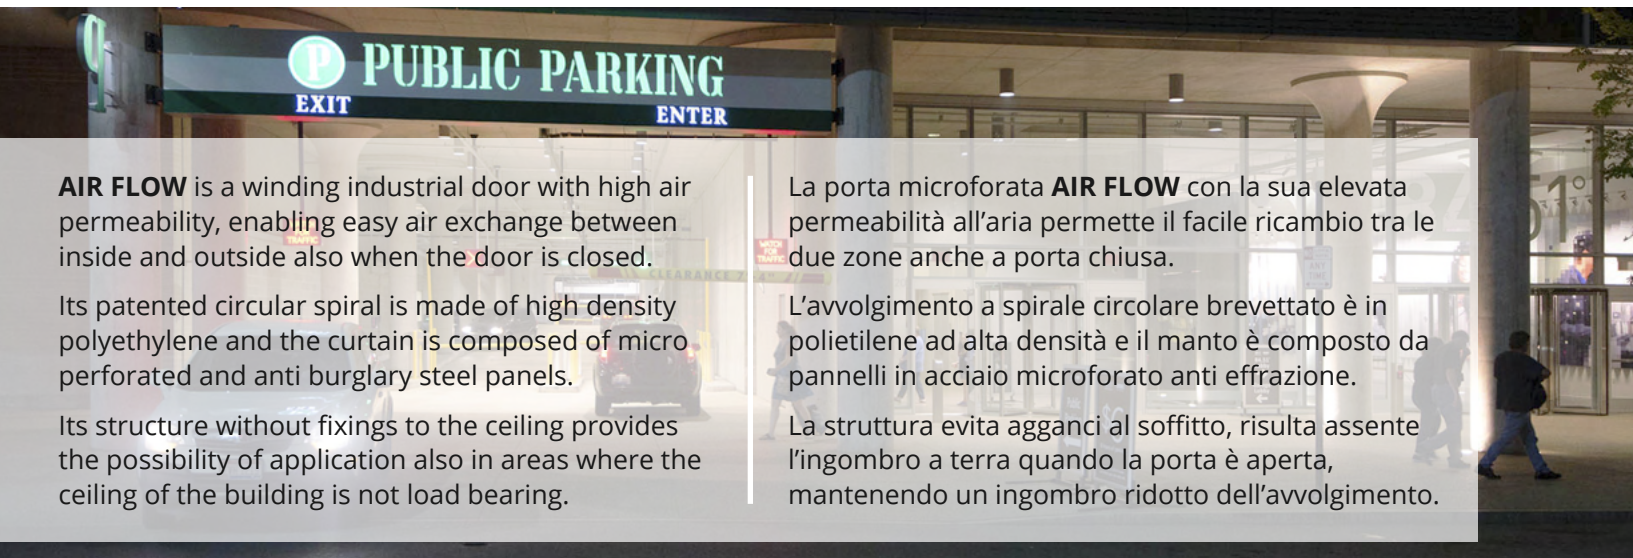 PUBLIC PARKING
EXIT
ENTER
AIR FLOW is a winding industrial door with high air
permeability, enabling easy air exchange between
inside and outside also when the door is closed.
Its patented circular spiral is made of high density
polyethylene and the curtain is composed of micro
perforated and anti burglary steel panels.
Its structure without fixings to the ceiling provides
the possibility of application also in areas where the
ceiling of the building is not load bearing.
La porta microforata AIR FLOW con la sua elevata
permeabilità all'aria permette il facile ricambio tra le
due zone anche a porta chiusa.
L'avvolgimento a spirale circolare brevettato è in
polietilene ad alta densità e il manto è composto da
pannelli in acciaio microforato anti effrazione.
La struttura evita agganci al soffitto, risulta assente
l'ingombro a terra quando la porta è aperta,
mantenendo un ingombro ridotto dell'avvolgimento.
WATCH
FOR
TRAFFIC
CLEARANCE
ANY
TIME